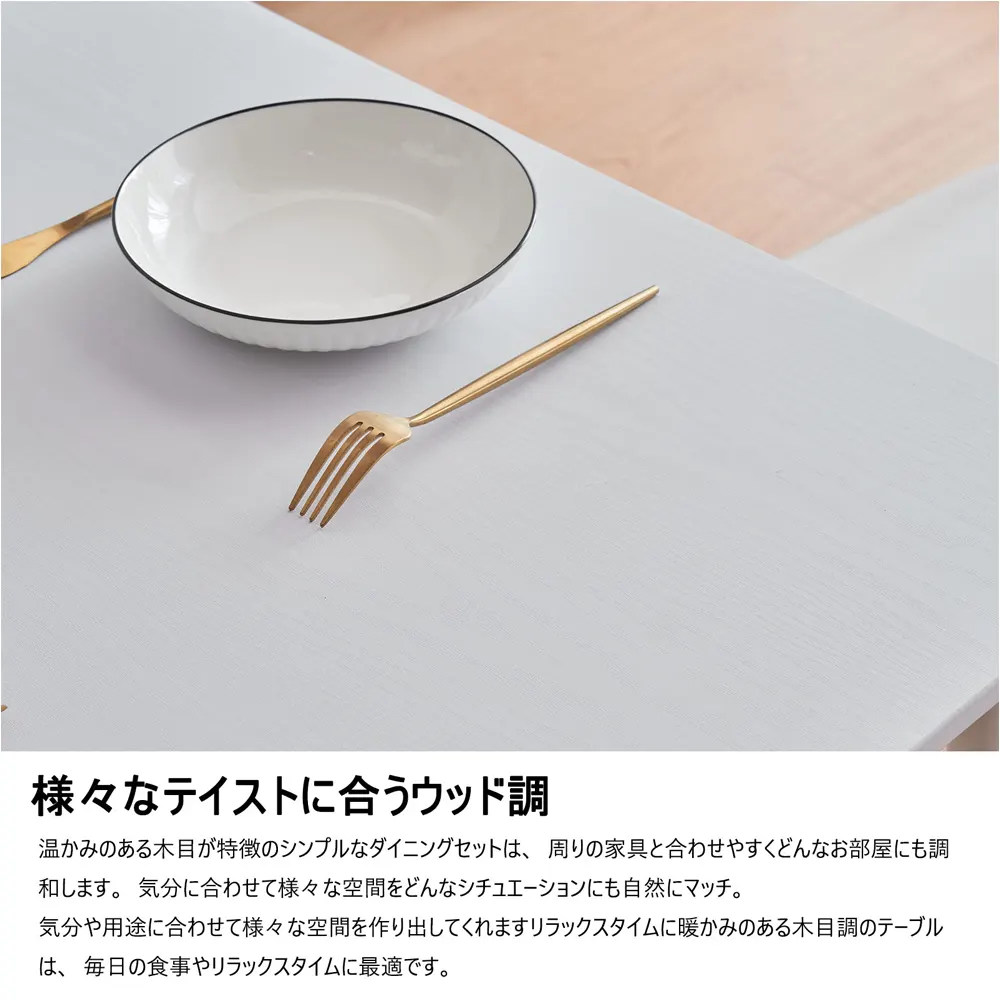 様々なテイストに合うウッド調
温かみのある木目が特徴のシンプルなダイニングセットは、 周りの家具と合わせやすくどんなお部屋にも調
和します。 気分に合わせて様々な空間をどんなシチュエーションにも自然にマッチ。
気分や用途に合わせて様々な空間を作り出してくれますリラックスタイムに暖かみのある木目調のテーブル
は、 毎日の食事やリラックスタイムに最適です。